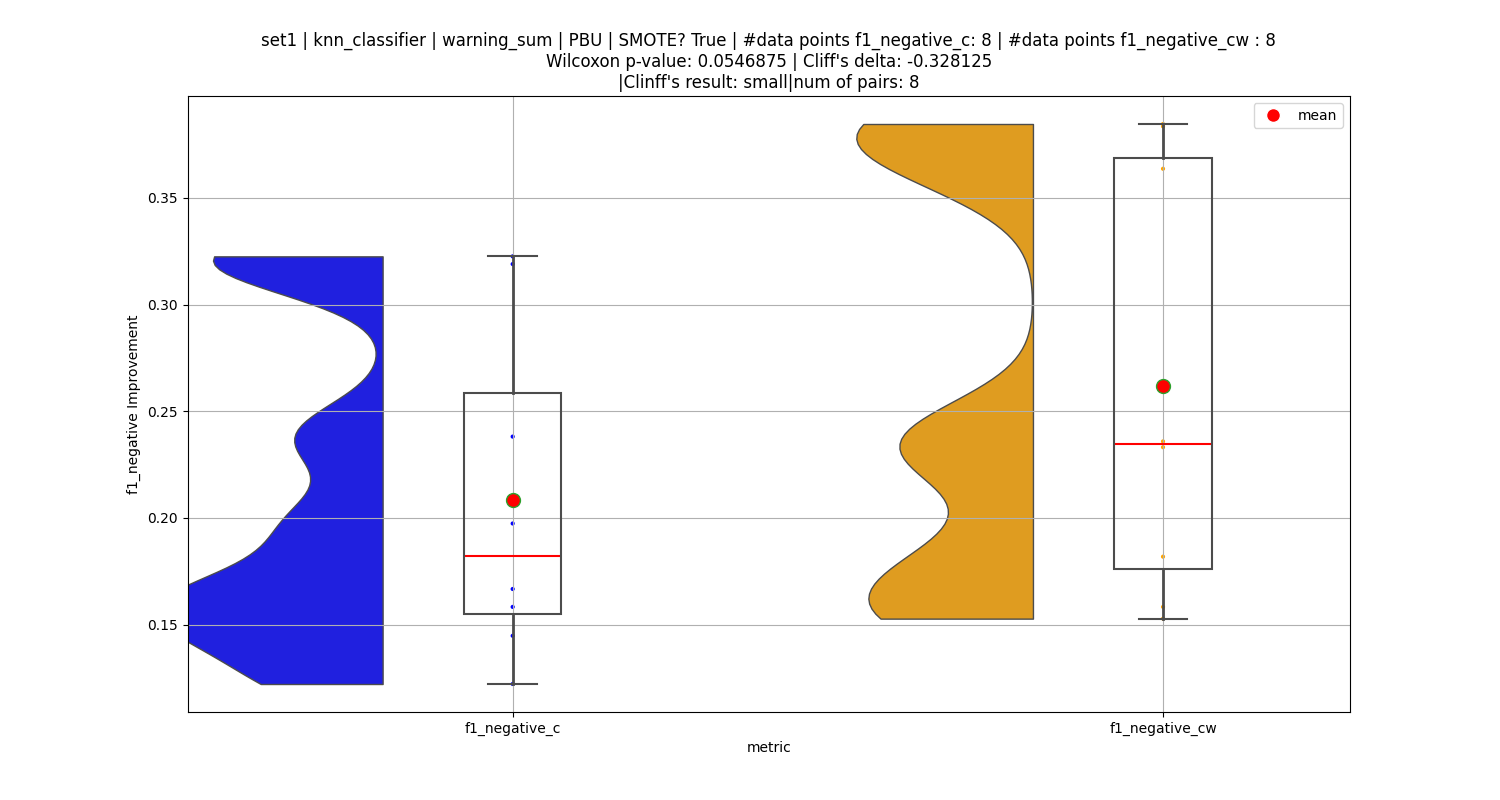 set1 | knn_classifier | warning_sum | PBU | SMOTE? True | #data points f1_negative_c: 8 | #data points f1_negative_cw : 8
Wilcoxon p-value: 0.0546875 | Cliff's delta: -0.328125
|Clinff's result: small|num of pairs: 8
mean
0.35
0.30
0.25
0.20
0.15
f1_negative Improvement
f1_negative_c
f1_negative_cw
metric